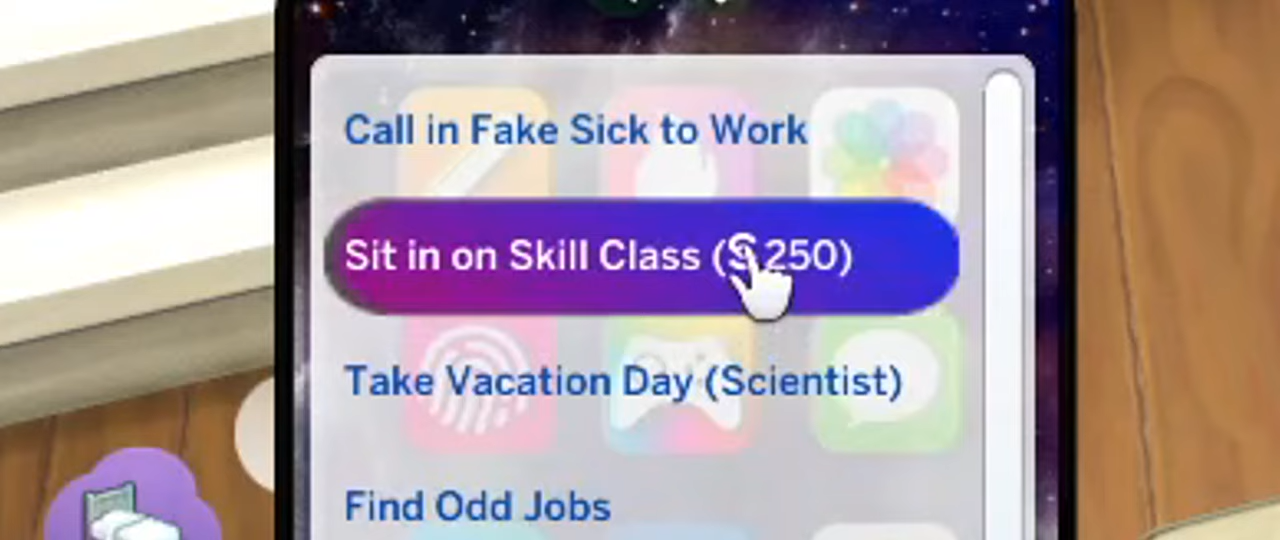 Call in Fake Sick to Work
Sit in on Skill Class (§250)
Take Vacation Day (Scientist)
Find Odd Jobs